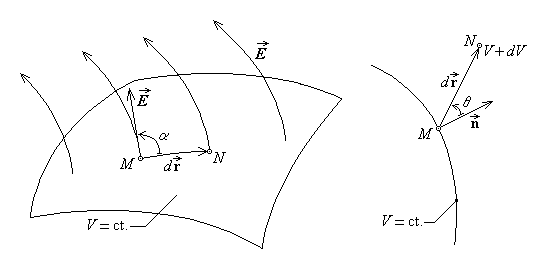 E⃗
E⃗
α
M
N
dr⃗
V = ct.
N
V + dV
dr⃗
θ
n⃗
M
V = ct.